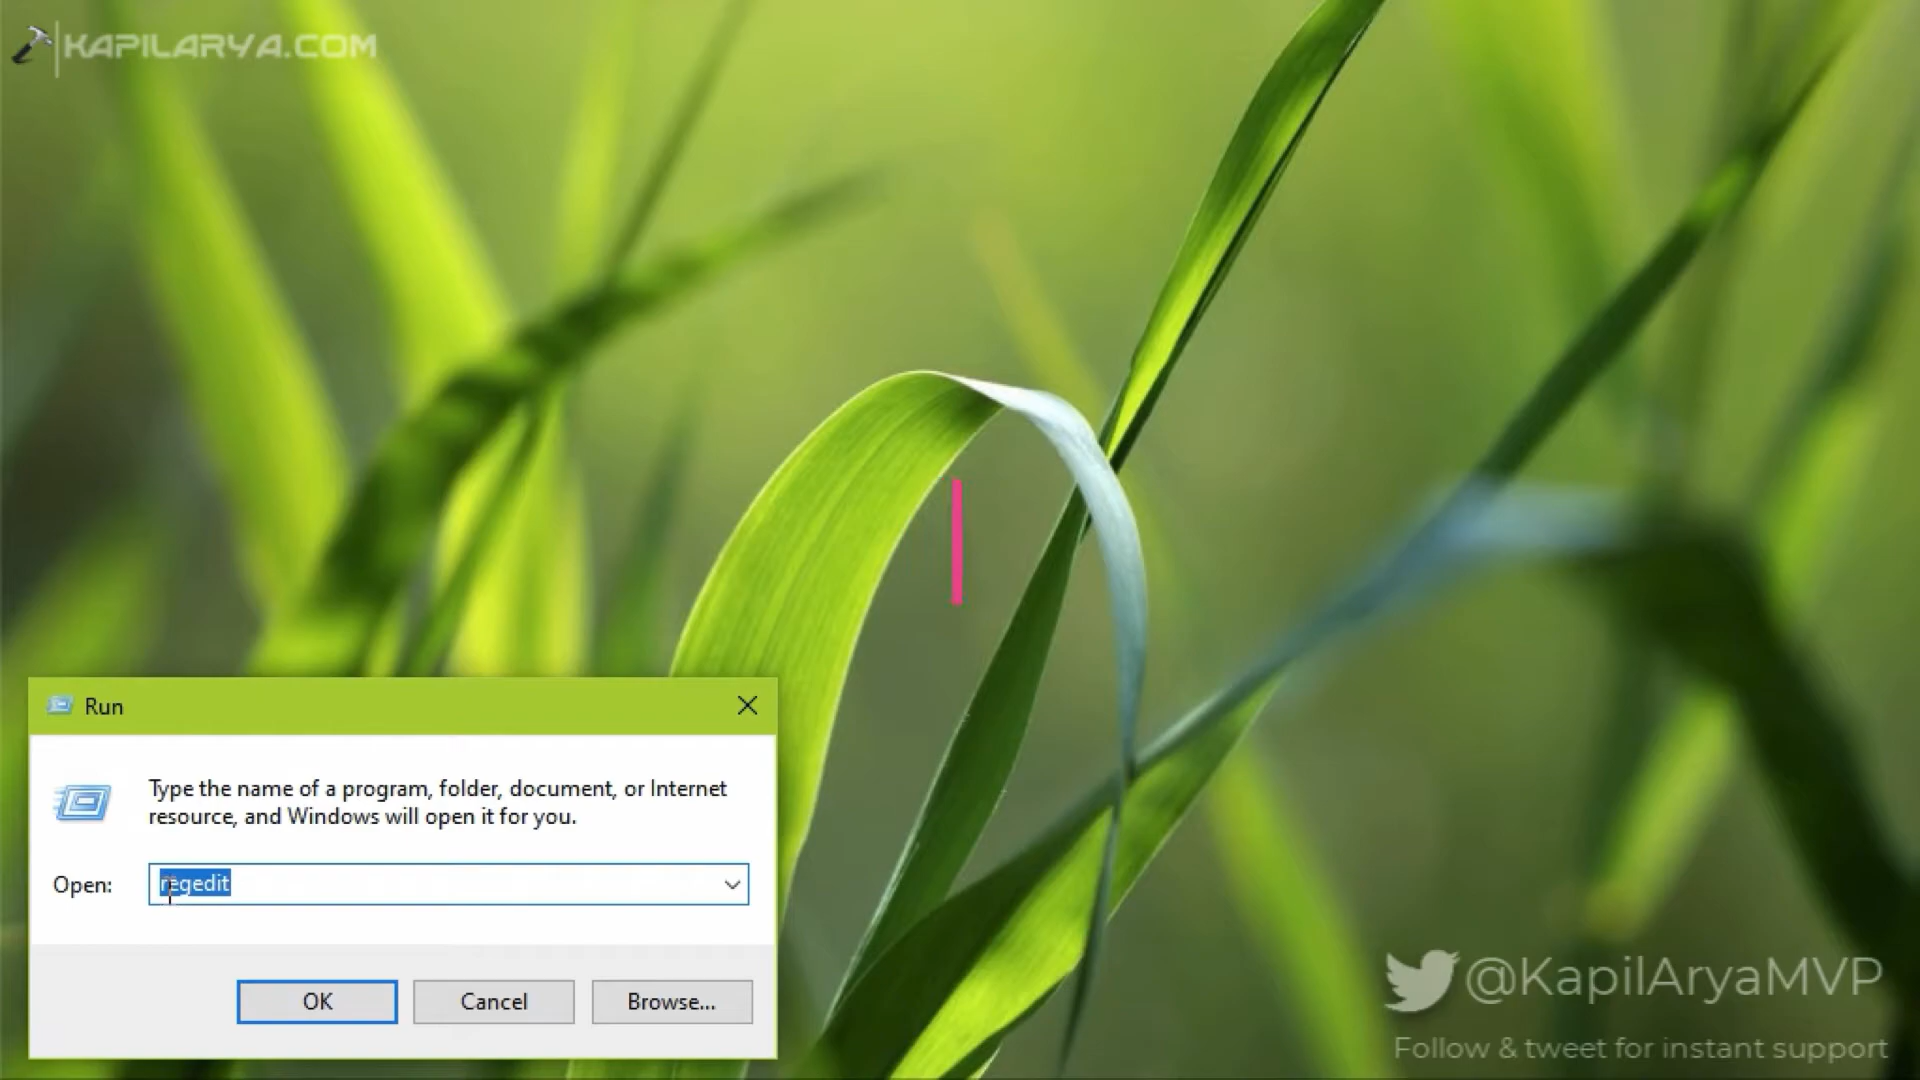 KAPILARYA.COM
Run
Type the name of a program, folder, document, or Internet
resource, and Windows will open it for you.
Open:
regedit
OK
Cancel
Browse...
@KapilAryaMVP
Follow & tweet for instant support